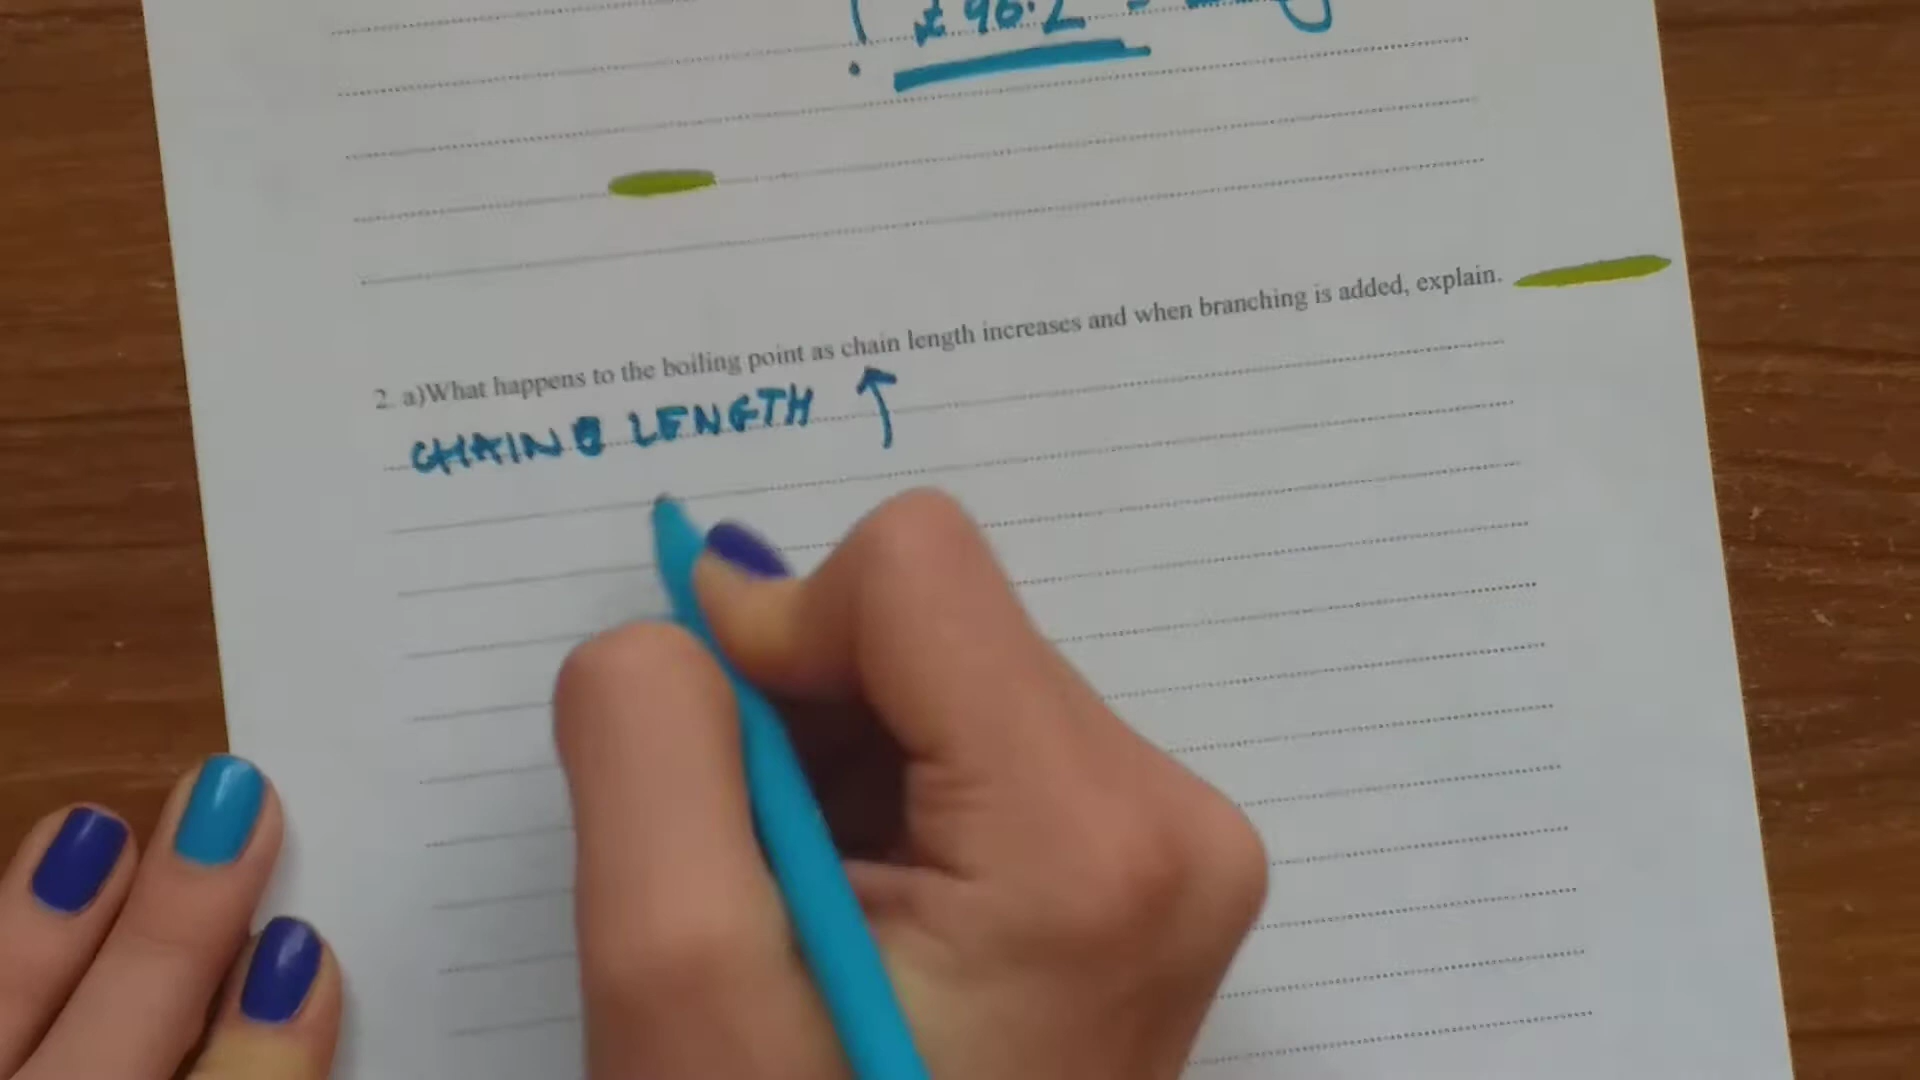 2. a)What happens to the boiling point as chain length increases and when branching is added, explain.
CHAIN LENGTH ↑